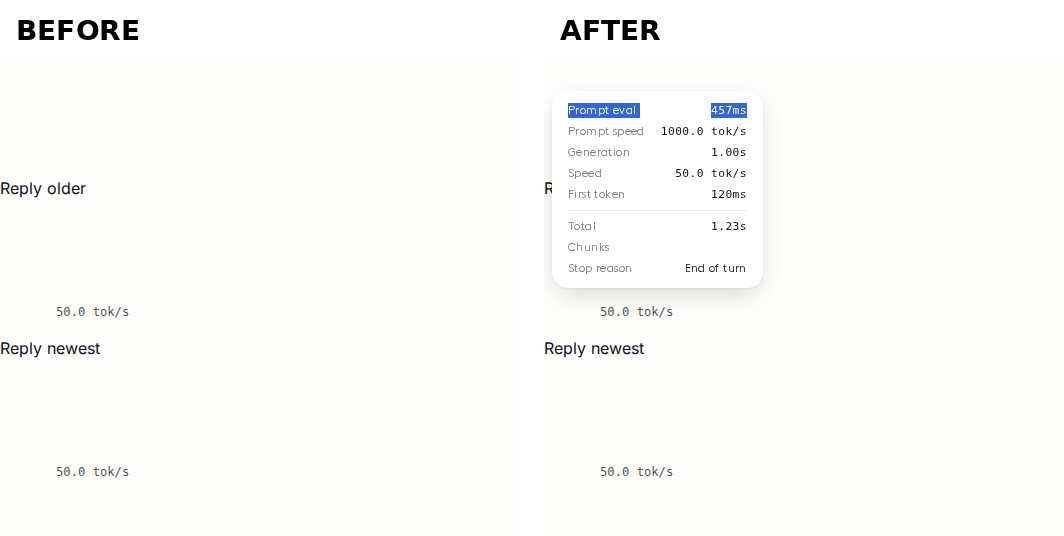 BEFORE
Reply older
50.0 tok/s
Reply newest
50.0 tok/s
AFTER
Prompt eval 457ms
Prompt speed 1000.0 tok/s
Generation 1.00s
Speed 50.0 tok/s
First token 120ms
Total 1.23s
Chunks
Stop reason End of turn
R
50.0 tok/s
Reply newest
50.0 tok/s